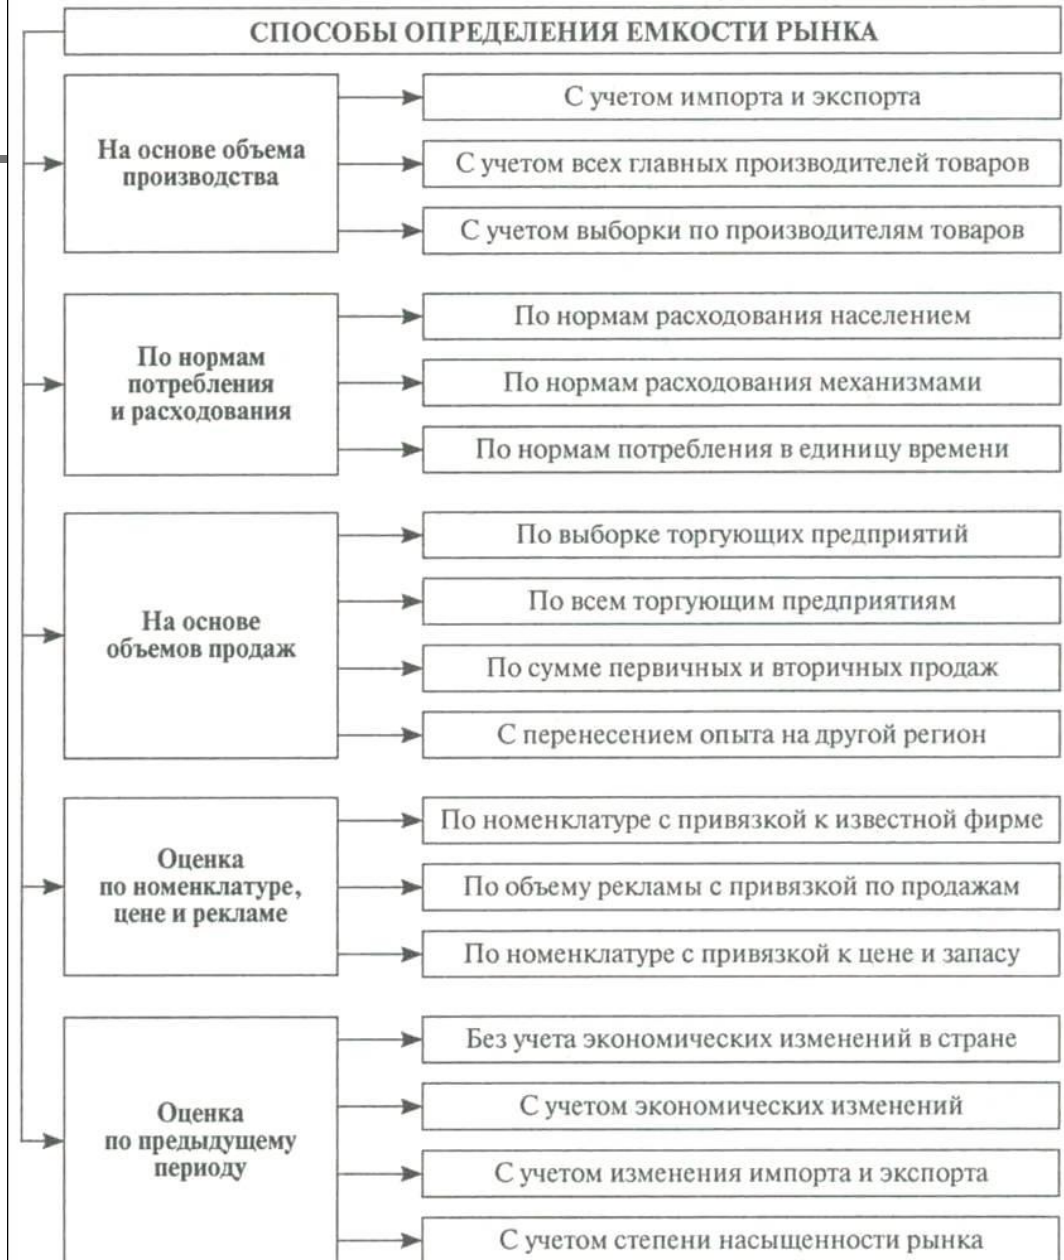 СПОСОБЫ ОПРЕДЕЛЕНИЯ ЕМКОСТИ РЫНКА
На основе объема
производства
С учетом импорта и экспорта
С учетом всех главных производителей товаров
С учетом выборки по производителям товаров
По нормам
потребления
и расходования
По нормам расходования населением
По нормам расходования механизмами
По нормам потребления в единицу времени
На основе
объемов продаж
По выборке торгующих предприятий
По всем торгующим предприятиям
По сумме первичных и вторичных продаж
С перенесением опыта на другой регион
Оценка
по номенклатуре,
цене и рекламе
По номенклатуре с привязкой к известной фирме
По объему рекламы с привязкой по продажам
По номенклатуре с привязкой к цене и запасу
Оценка
по предыдущему
периоду
Без учета экономических изменений в стране
С учетом экономических изменений
С учетом изменения импорта и экспорта
С учетом степени насыщенности рынка